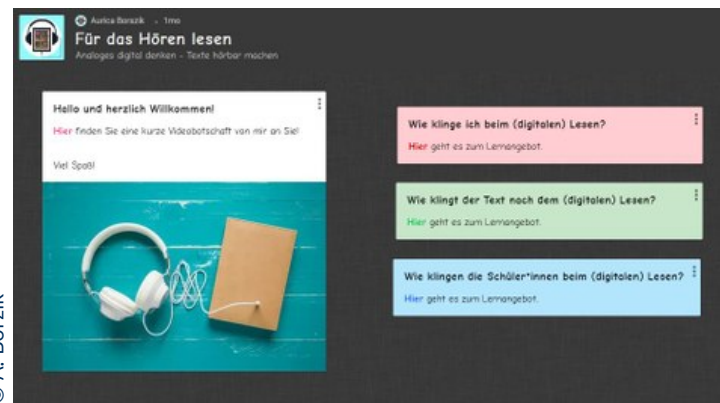 Aurica Borszik · 1mo
Für das Hören lesen
Analoges digital denken - Texte hörbar machen
Hallo und herzlich Willkommen!
Hier finden Sie eine kurze Videobotschaft von mir an Sie!
Viel Spaß!
Wie klinge ich beim (digitalen) Lesen?
Hier geht es zum Lernangebot.
Wie klingt der Text nach dem (digitalen) Lesen?
Hier geht es zum Lernangebot.
Wie klingen die Schüler*innen beim (digitalen) Lesen?
Hier geht es zum Lernangebot.